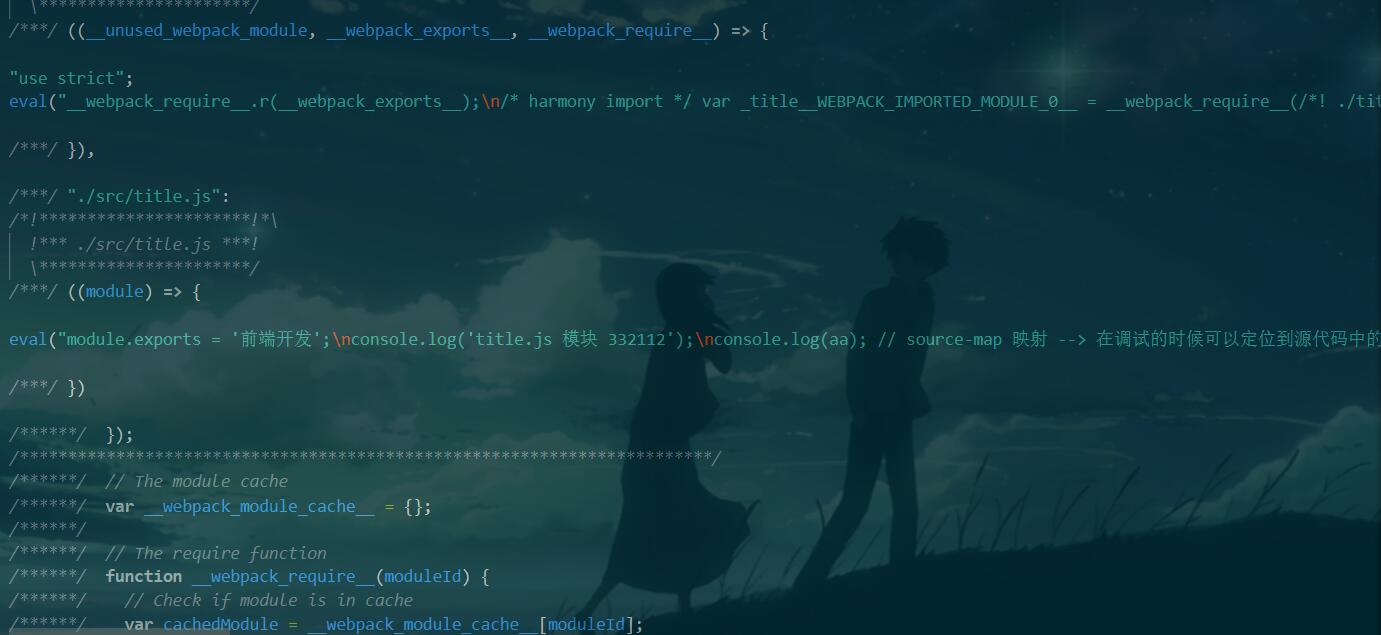 \**********************/
/***/ ((__unused_webpack_module, __webpack_exports__, __webpack_require__) => {
"use strict";
eval("__webpack_require__.r(__webpack_exports__);\n/* harmony import */ var _title__WEBPACK_IMPORTED_MODULE_0__ = __webpack_require__(/*! ./tit
/***/ }),
/***/ "./src/title.js":
/*!**********************!*\
!*** ./src/title.js ***!
\**********************/
/***/ ((module) => {
eval("module.exports = '前端开发';\nconsole.log('title.js 模块 332112');\nconsole.log(aa); // source-map 映射 --> 在调试的时候可以定位到源代码中的
/***/ })
/******/ });
/************************************************************************/
/******/ // The module cache
/******/ var __webpack_module_cache__ = {};
/******/
/******/ // The require function
/******/ function __webpack_require__(moduleId) {
/******/ // Check if module is in cache
/******/ var cachedModule = __webpack_module_cache__[moduleId];